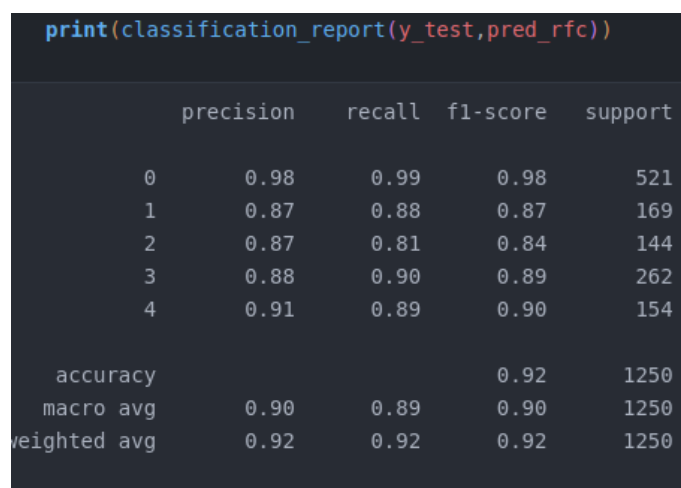 print(classification_report(y_test,pred_rfc))
precision recall f1-score support
0 0.98 0.99 0.98 521
1 0.87 0.88 0.87 169
2 0.87 0.81 0.84 144
3 0.88 0.90 0.89 262
4 0.91 0.89 0.90 154
accuracy 0.92 1250
macro avg 0.90 0.89 0.90 1250
weighted avg 0.92 0.92 0.92 1250